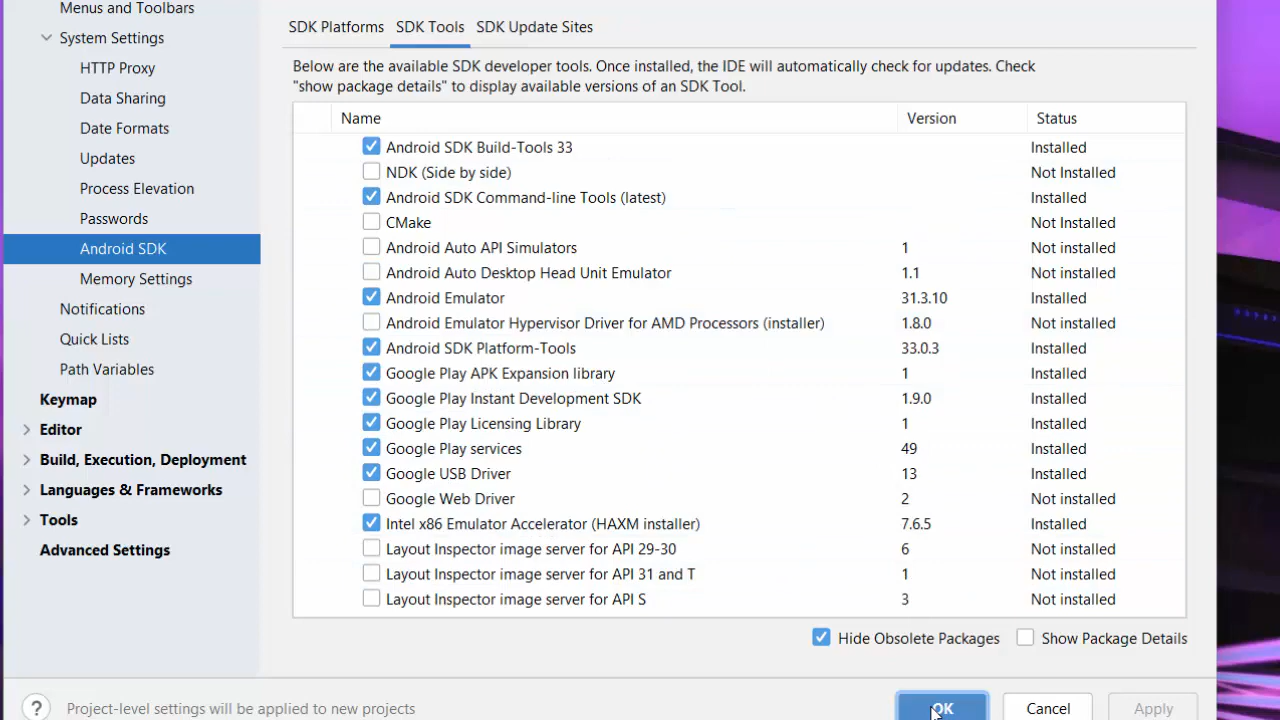 Menus and Toolbars
System Settings
HTTP Proxy
Data Sharing
Date Formats
Updates
Process Elevation
Passwords
Android SDK
Memory Settings
Notifications
Quick Lists
Path Variables
Keymap
Editor
Build, Execution, Deployment
Languages & Frameworks
Tools
Advanced Settings
SDK Platforms SDK Tools SDK Update Sites
Below are the available SDK developer tools. Once installed, the IDE will automatically check for updates. Check
"show package details" to display available versions of an SDK Tool.
Name Version Status
Android SDK Build-Tools 33 Installed
NDK (Side by side) Not Installed
Android SDK Command-line Tools (latest) Installed
CMake Not Installed
Android Auto API Simulators 1 Not installed
Android Auto Desktop Head Unit Emulator 1.1 Not installed
Android Emulator 31.3.10 Installed
Android Emulator Hypervisor Driver for AMD Processors (installer) 1.8.0 Not installed
Android SDK Platform-Tools 33.0.3 Installed
Google Play APK Expansion library 1 Installed
Google Play Instant Development SDK 1.9.0 Installed
Google Play Licensing Library 1 Installed
Google Play services 49 Installed
Google USB Driver 13 Installed
Google Web Driver 2 Not installed
Intel x86 Emulator Accelerator (HAXM installer) 7.6.5 Installed
Layout Inspector image server for API 29-30 6 Not installed
Layout Inspector image server for API 31 and T 1 Not installed
Layout Inspector image server for API S 3 Not installed
Hide Obsolete Packages Show Package Details
? Project-level settings will be applied to new projects
OK Cancel Apply